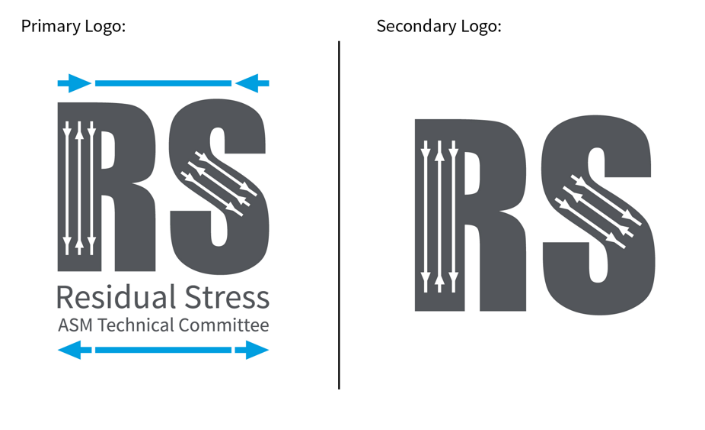 Primary Logo:
Secondary Logo:
RS
Residual Stress
ASM Technical Committee
RS